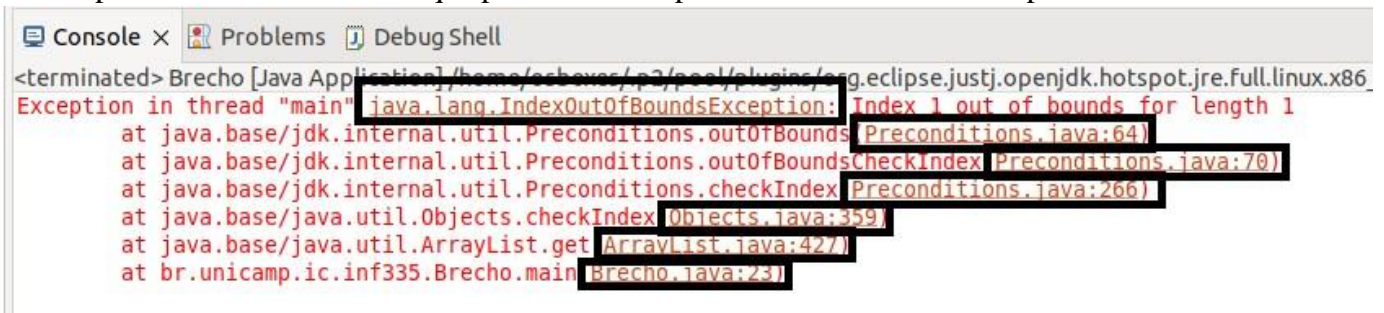 Console Problems Debug Shell
<terminated> Brecho [Java Application] /home/osboxes/.p2/pool/plugins/org.eclipse.justj.openjdk.hotspot.jre.full.linux.x86_
Exception in thread "main" java.lang.IndexOutOfBoundsException: Index 1 out of bounds for length 1
at java.base/jdk.internal.util.Preconditions.outOfBounds(Preconditions.java:64)
at java.base/jdk.internal.util.Preconditions.outOfBoundsCheckIndex(Preconditions.java:70)
at java.base/jdk.internal.util.Preconditions.checkIndex(Preconditions.java:266)
at java.base/java.util.Objects.checkIndex(Objects.java:359)
at java.base/java.util.ArrayList.get(ArrayList.java:427)
at br.unicamp.ic.inf335.Brecho.main(Brecho.java:23)